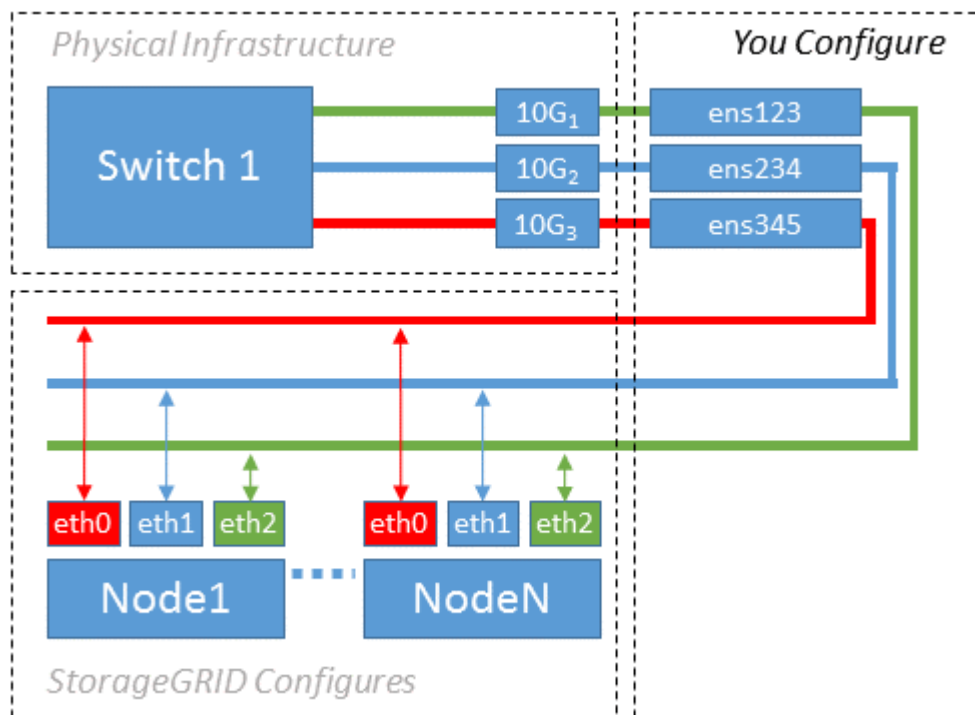 Physical Infrastructure
You Configure
Switch 1
10G₁
ens123
10G₂
ens234
10G₃
ens345
eth0
eth1
eth2
eth0
eth1
eth2
Node1
NodeN
StorageGRID Configures